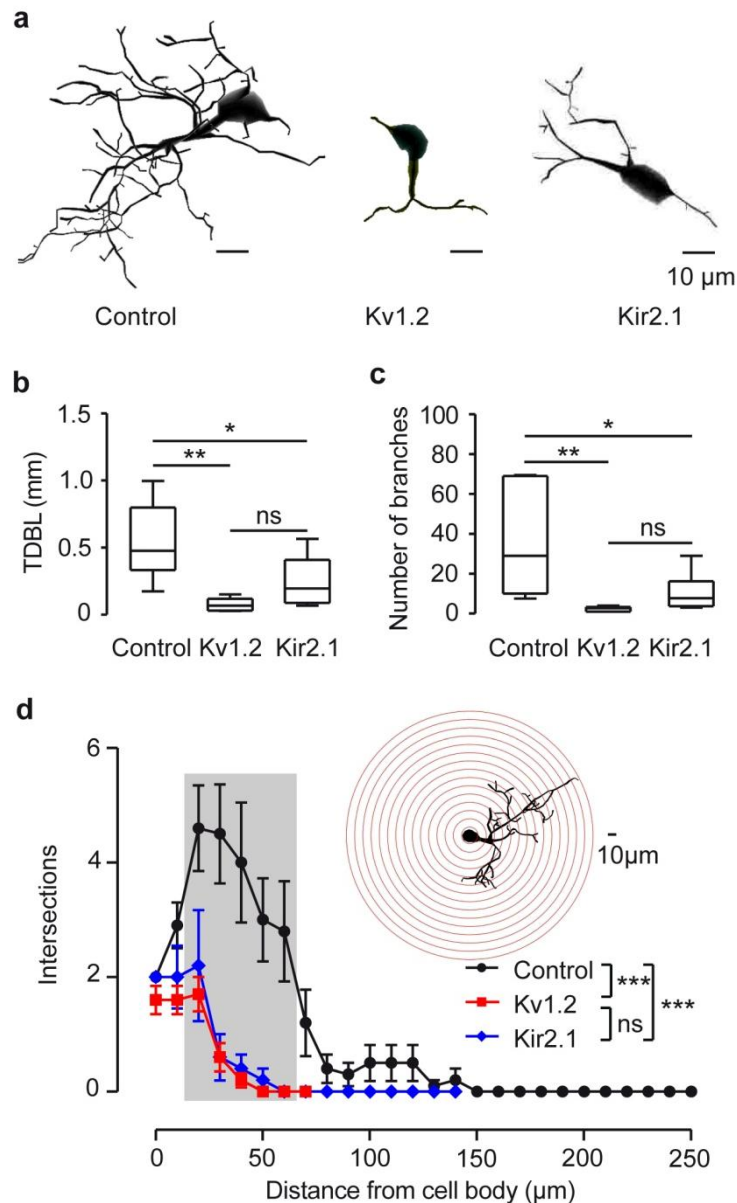 a
10 µm
Control Kv1.2 Kir2.1
b
1.5
1.0
0.5
0
TDBL (mm)
*
**
ns
Control Kv1.2 Kir2.1
c
100
80
60
40
20
0
Number of branches
*
**
ns
Control Kv1.2 Kir2.1
d
6
4
2
0
Intersections
10µm
Control
Kv1.2
Kir2.1
***
ns
***
0 50 100 150 200 250
Distance from cell body (µm)